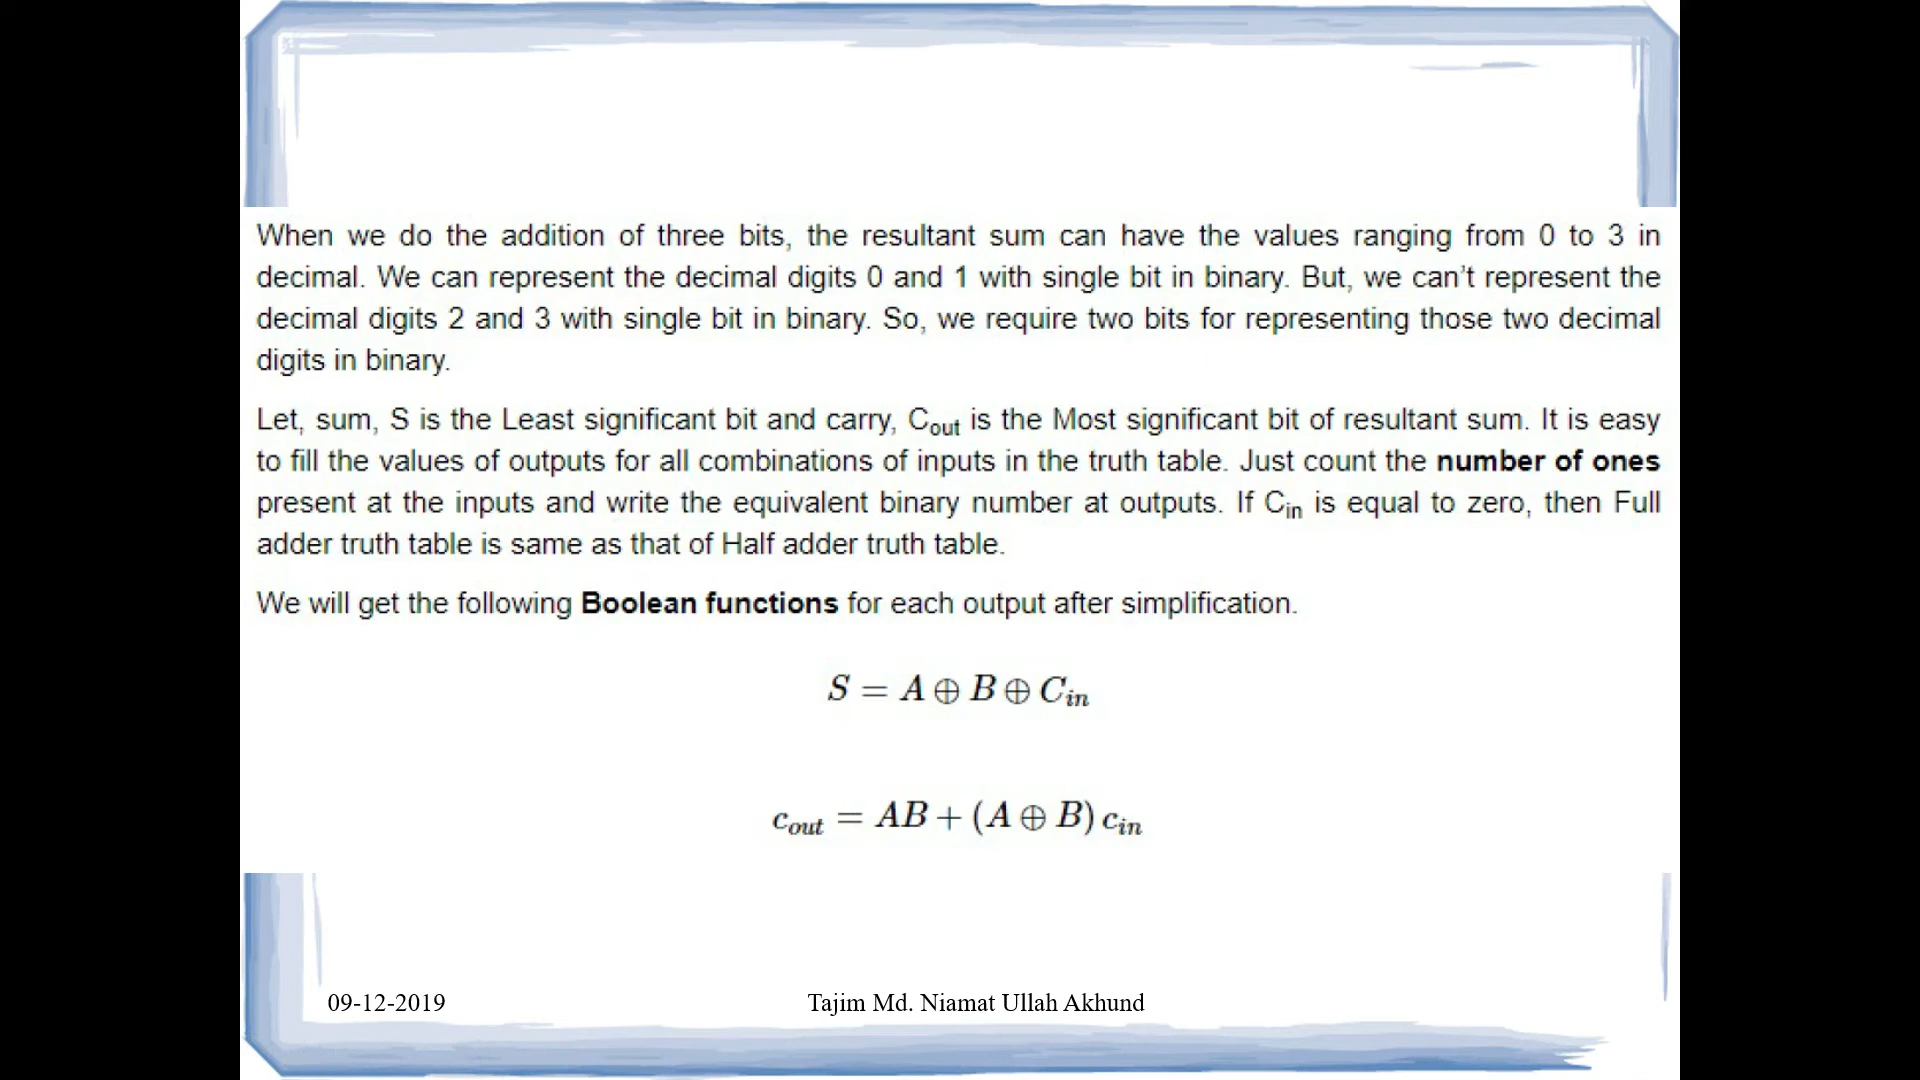 When we do the addition of three bits, the resultant sum can have the values ranging from 0 to 3 in
decimal. We can represent the decimal digits 0 and 1 with single bit in binary. But, we can’t represent the
decimal digits 2 and 3 with single bit in binary. So, we require two bits for representing those two decimal
digits in binary.
Let, sum, S is the Least significant bit and carry, C_out is the Most significant bit of resultant sum. It is easy
to fill the values of outputs for all combinations of inputs in the truth table. Just count the number of ones
present at the inputs and write the equivalent binary number at outputs. If C_in is equal to zero, then Full
adder truth table is same as that of Half adder truth table.
We will get the following Boolean functions for each output after simplification.
S = A ⊕ B ⊕ C_in
c_out = AB + (A ⊕ B) c_in
09-12-2019 Tajim Md. Niamat Ullah Akhund